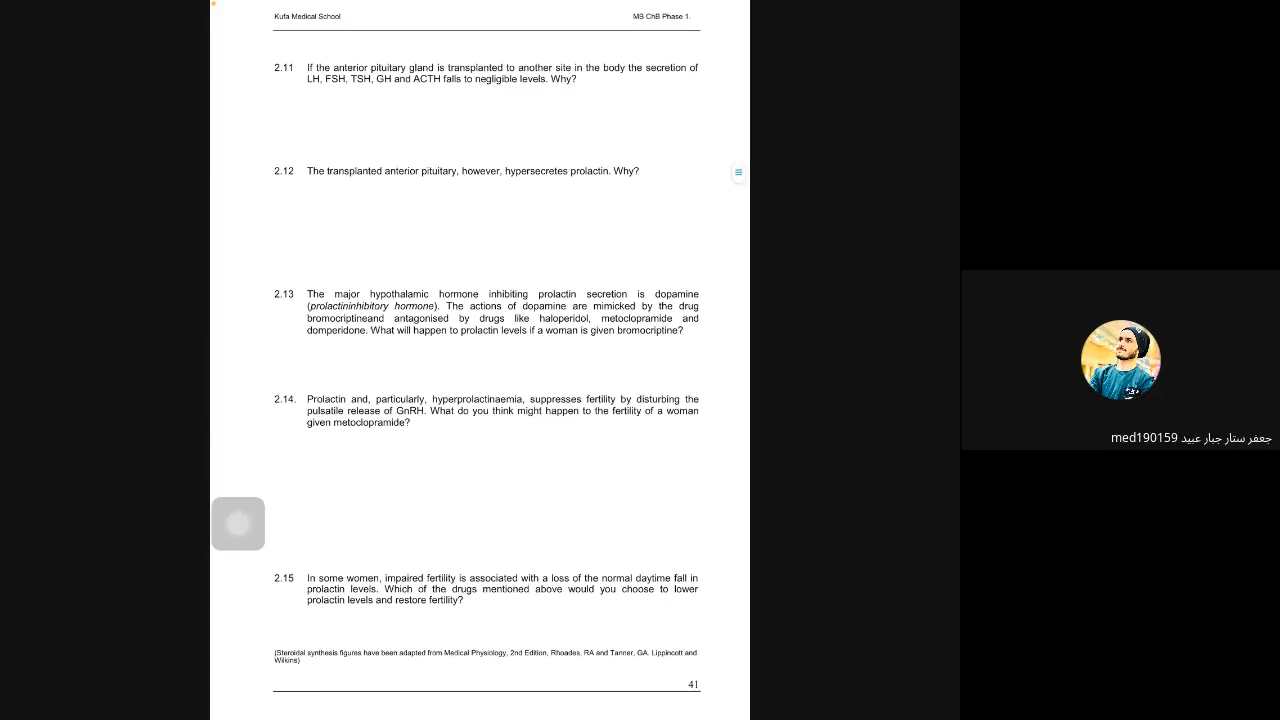 Kufa Medical School MB ChB Phase 1.
2.11 If the anterior pituitary gland is transplanted to another site in the body the secretion of
LH, FSH, TSH, GH and ACTH falls to negligible levels. Why?
2.12 The transplanted anterior pituitary, however, hypersecretes prolactin. Why?
2.13 The major hypothalamic hormone inhibiting prolactin secretion is dopamine
(prolactininhibitory hormone). The actions of dopamine are mimicked by the drug
bromocriptineand antagonised by drugs like haloperidol, metoclopramide and
domperidone. What will happen to prolactin levels if a woman is given bromocriptine?
2.14. Prolactin and, particularly, hyperprolactinaemia, suppresses fertility by disturbing the
pulsatile release of GnRH. What do you think might happen to the fertility of a woman
given metoclopramide?
2.15 In some women, impaired fertility is associated with a loss of the normal daytime fall in
prolactin levels. Which of the drugs mentioned above would you choose to lower
prolactin levels and restore fertility?
(Steroidal synthesis figures have been adapted from Medical Physiology, 2nd Edition, Rhoades, RA and Tanner, GA. Lippincott and
Wilkins)
41
جعفر ستار جبار عبيد med190159